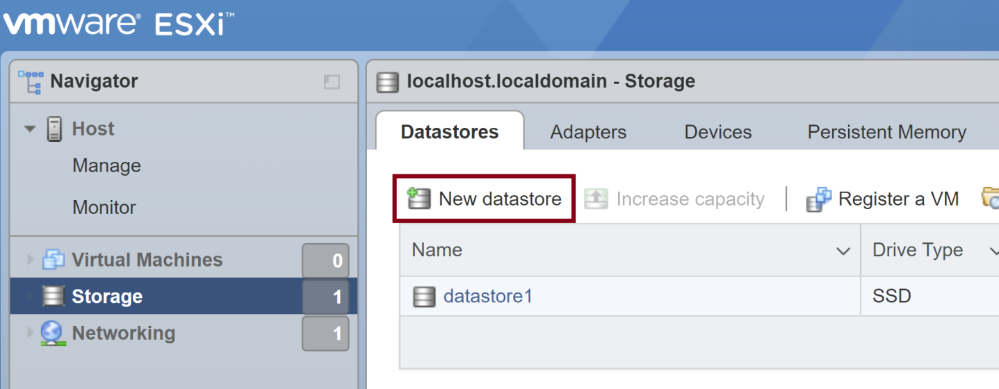 vmware® ESXi™
Navigator
Host
Manage
Monitor
Virtual Machines 0
Storage 1
Networking 1
localhost.localdomain - Storage
Datastores Adapters Devices Persistent Memory
New datastore Increase capacity | Register a VM
Name Drive Type
datastore1 SSD